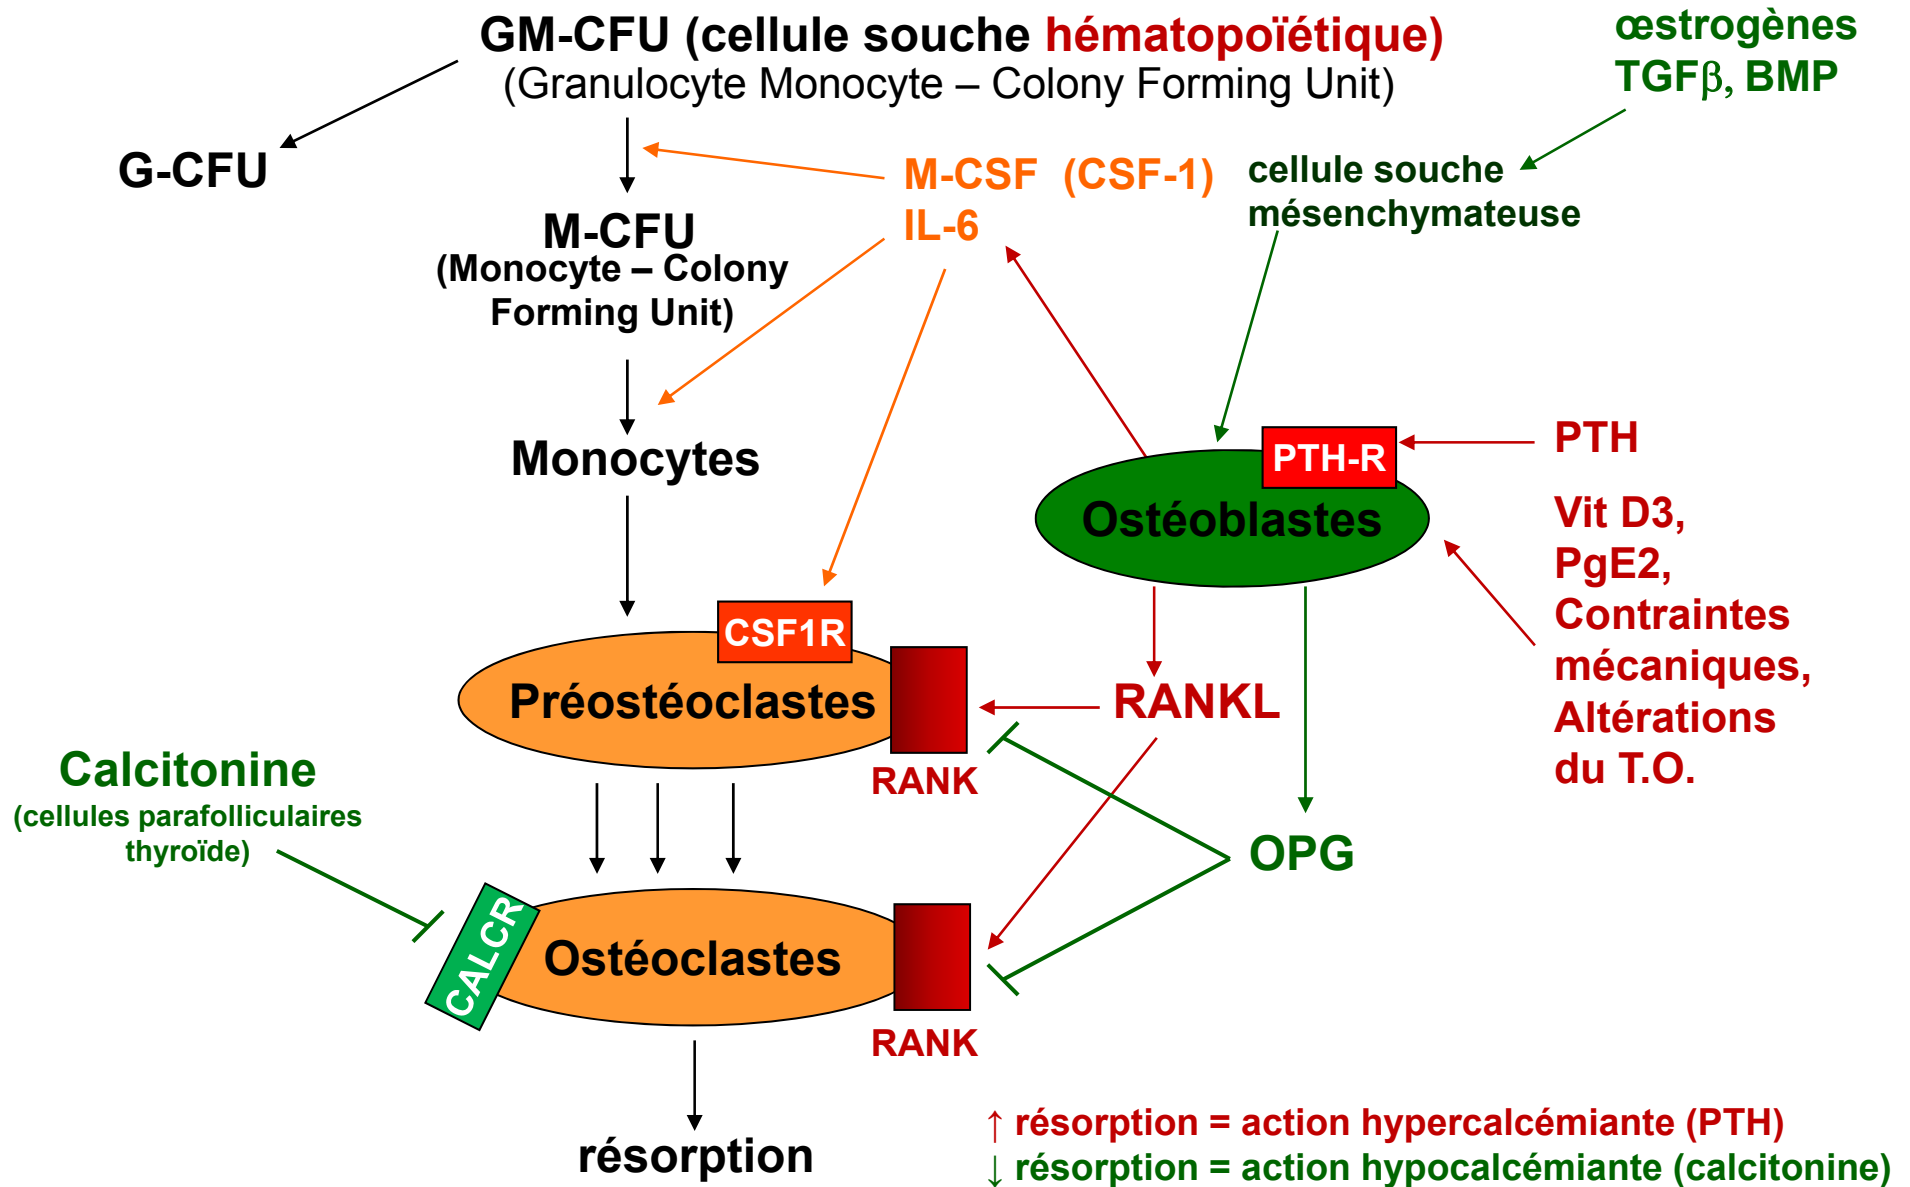 GM-CFU (cellule souche hématopoïétique)
(Granulocyte Monocyte – Colony Forming Unit)
œstrogènes
TGFβ, BMP
G-CFU
M-CSF (CSF-1)
IL-6
cellule souche
mésenchymateuse
M-CFU
(Monocyte – Colony
Forming Unit)
Monocytes
PTH-R
PTH
Ostéoblastes
Vit D3,
PgE2,
Contraintes
mécaniques,
Altérations
du T.O.
CSF1R
Préostéoclastes
RANK
RANKL
Calcitonine
(cellules parafolliculaires
thyroïde)
OPG
CALCR
Ostéoclastes
RANK
résorption
↑ résorption = action hypercalcémiante (PTH)
↓ résorption = action hypocalcémiante (calcitonine)